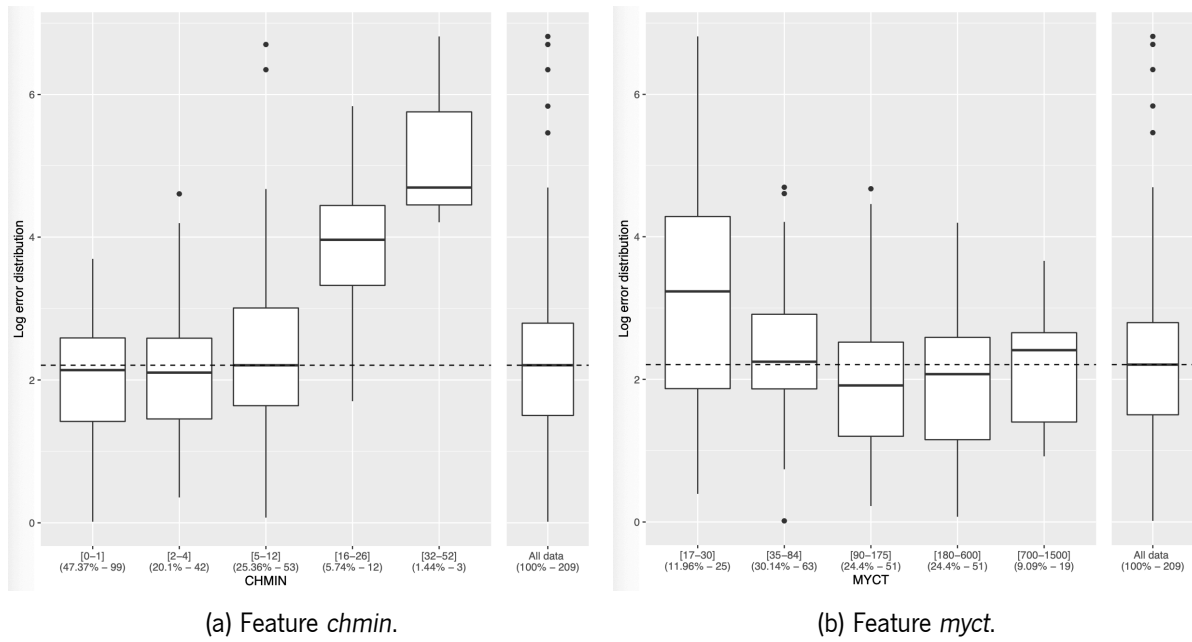 Log error distribution
6
4
2
0
[0–1]
(47.37% – 99)
[2–4]
(20.1% – 42)
[5–12]
(25.36% – 53)
[16–26]
(5.74% – 12)
[32–52]
(1.44% – 3)
CHMIN
All data
(100% – 209)
(a) Feature chmin.
Log error distribution
6
4
2
0
[17–30]
(11.96% – 25)
[35–84]
(30.14% – 63)
[90–175]
(24.4% – 51)
[180–600]
(24.4% – 51)
[700–1500]
(9.09% – 19)
MYCT
All data
(100% – 209)
(b) Feature myct.